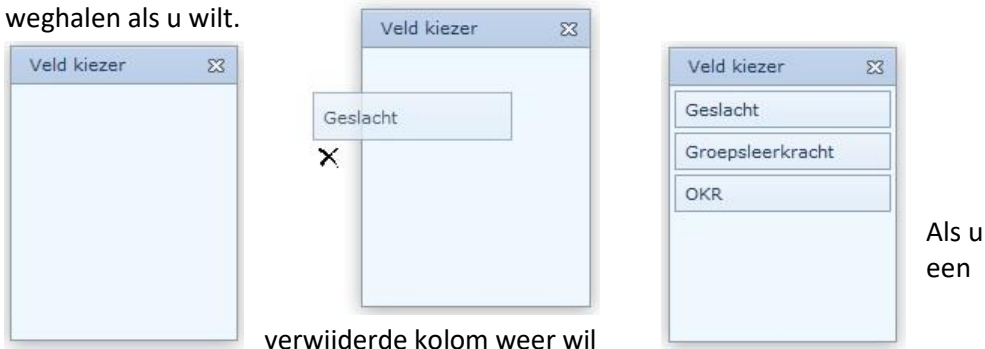 weghalen als u wilt.
Veld kiezer
Veld kiezer
Geslacht
Veld kiezer
Geslacht
Groepsleerkracht
OKR
Als u
een
verwijderde kolom weer wil